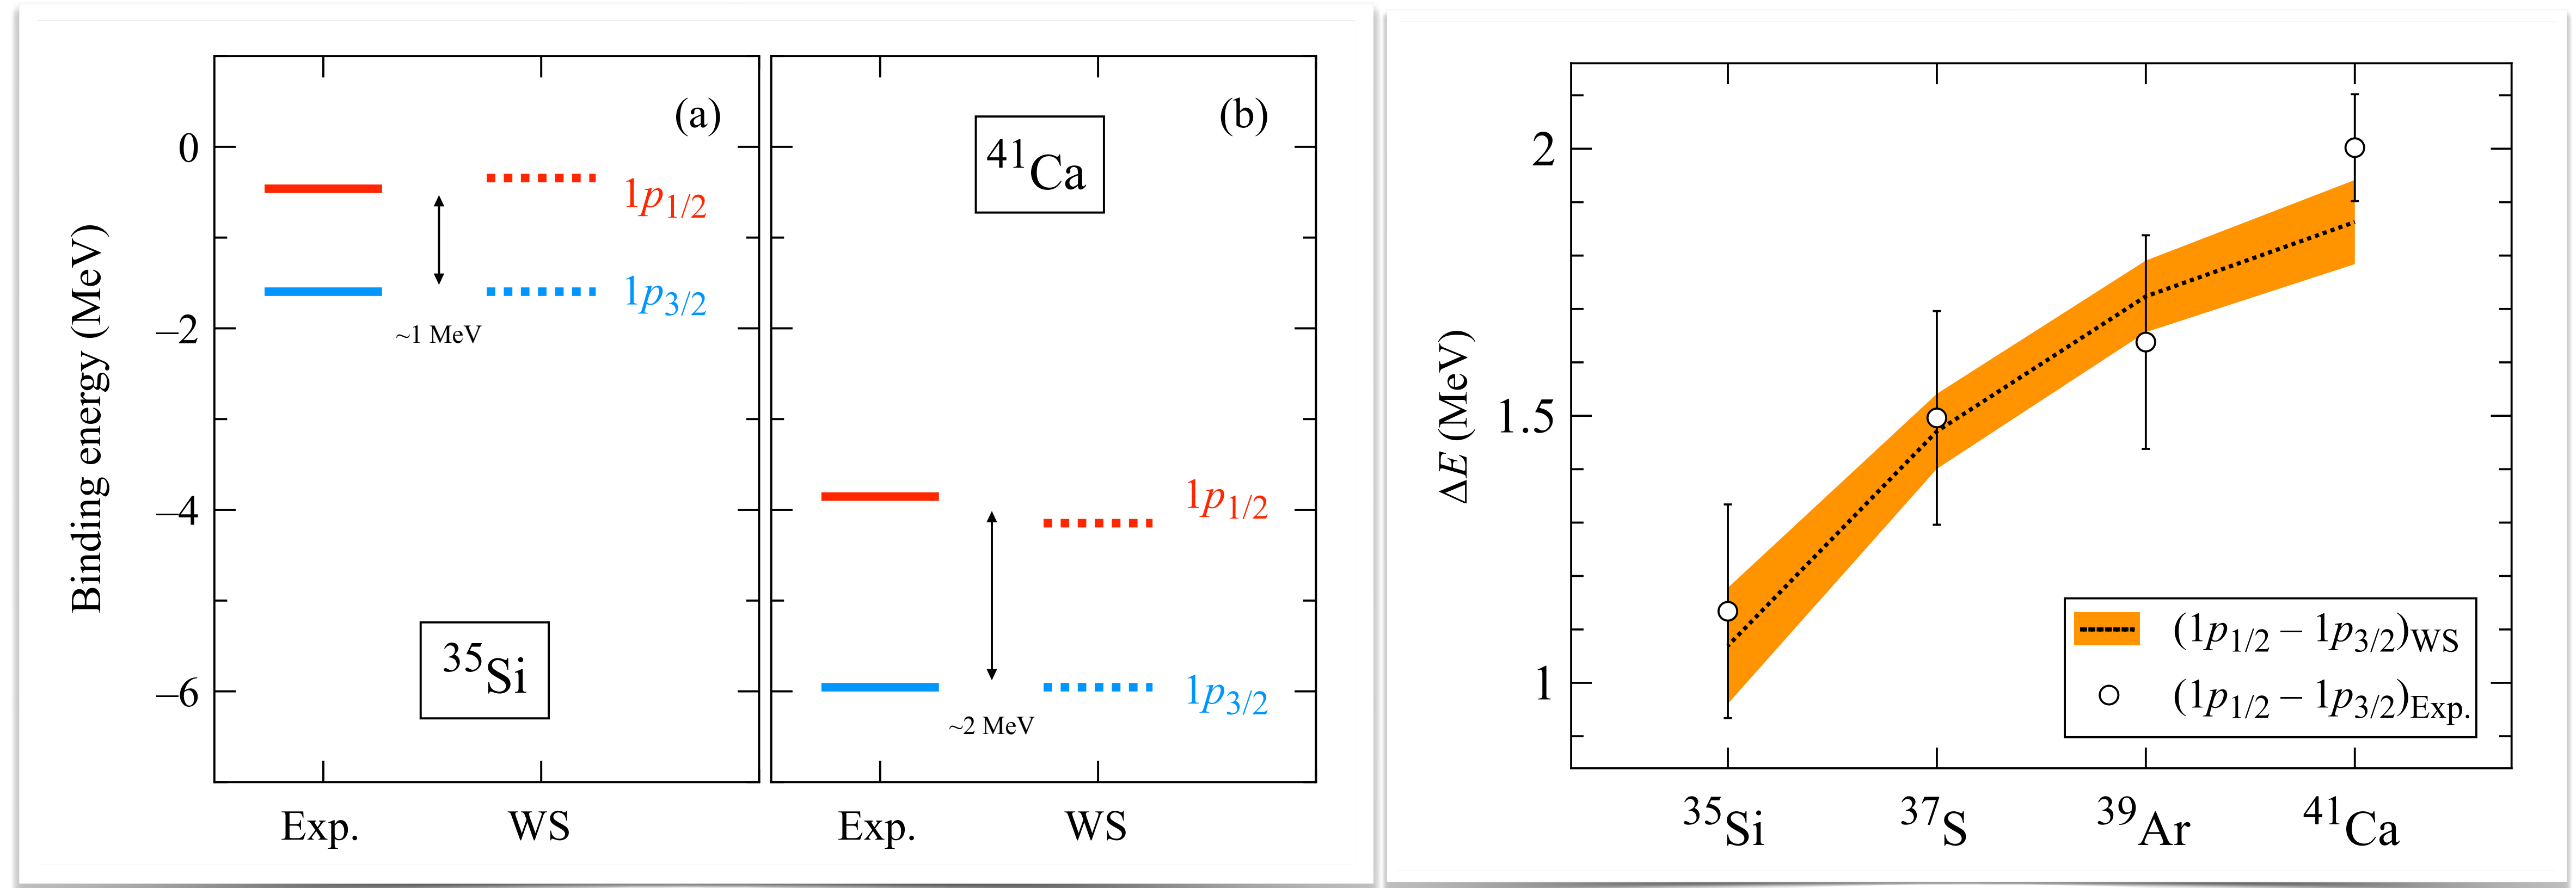 Binding energy (MeV)
0
−2
−4
−6
(a)
1p1/2
1p3/2
~1 MeV
35Si
Exp.
WS
(b)
41Ca
1p1/2
1p3/2
~2 MeV
Exp.
WS
ΔE (MeV)
2
1.5
1
(1p1/2 − 1p3/2)WS
(1p1/2 − 1p3/2)Exp.
35Si
37S
39Ar
41Ca